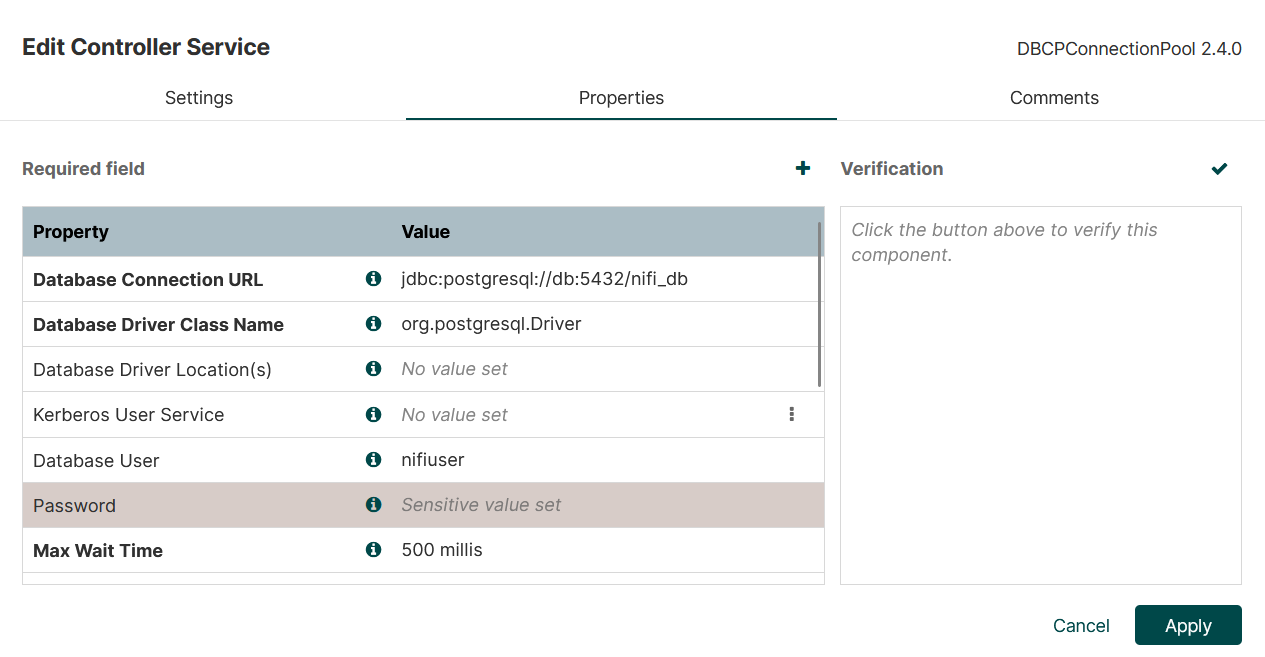 Edit Controller Service
DBCPConnectionPool 2.4.0
Settings
Properties
Comments
Required field
Verification
Property Value
Database Connection URL jdbc:postgresql://db:5432/nifi_db
Database Driver Class Name org.postgresql.Driver
Database Driver Location(s) No value set
Kerberos User Service No value set
Database User nifiuser
Password Sensitive value set
Max Wait Time 500 millis
Click the button above to verify this
component.
Cancel
Apply